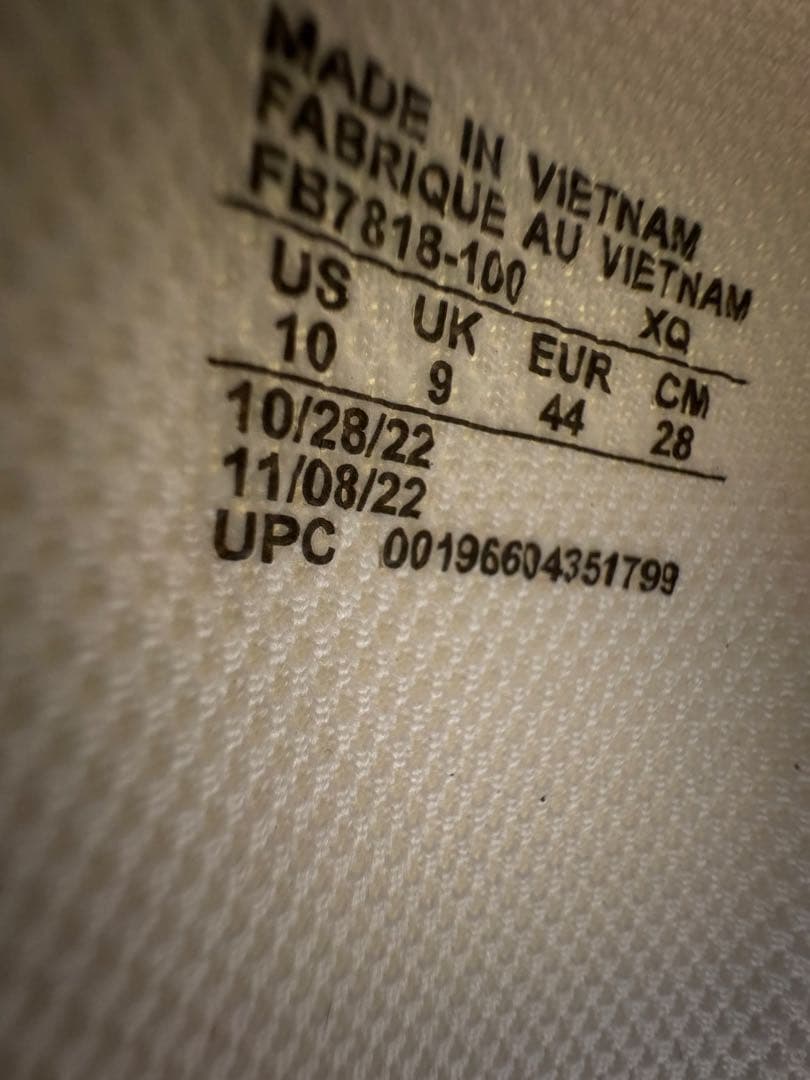 MADE IN VIETNAM
FABRIQUE AU VIETNAM
FB7818-100 XQ
US UK EUR CM
10 9 44 28
10/28/22
11/08/22
UPC 00196604351799